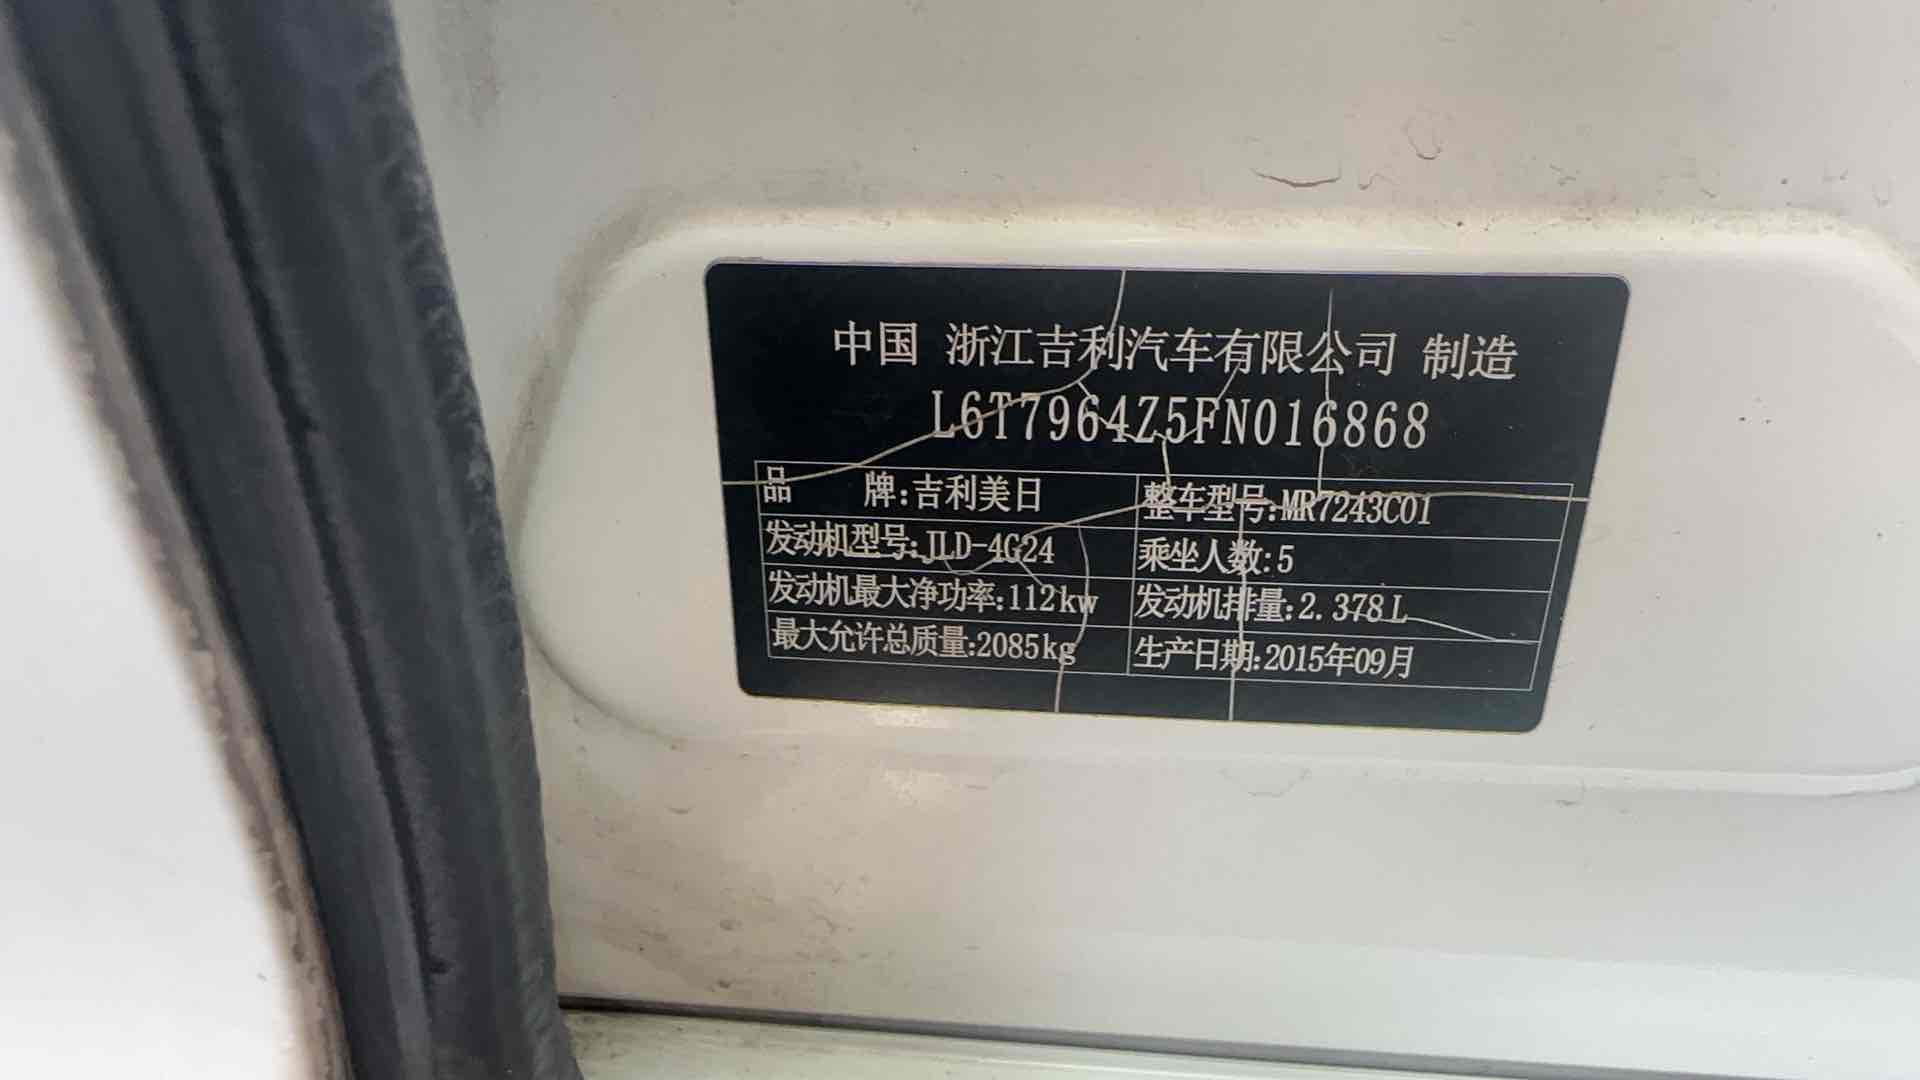 中国 浙江吉利汽车有限公司 制造
L6T7964Z5FN016868
品 牌:吉利美日 整车型号:MR7243C01
发动机型号:JLD-4G24 乘坐人数:5
发动机最大净功率:112kw 发动机排量:2.378L
最大允许总质量:2085kg 生产日期:2015年09月